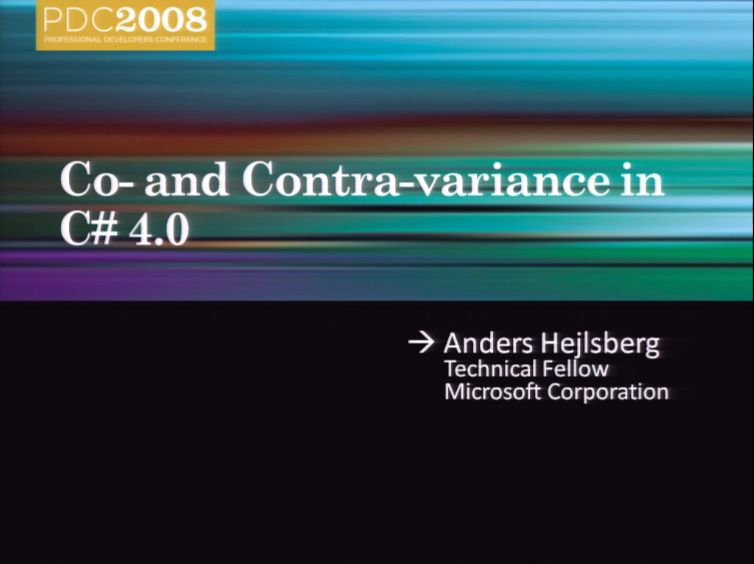 PDC2008
PROFESSIONAL DEVELOPERS CONFERENCE
Co- and Contra-variance in
C# 4.0
→ Anders Hejlsberg
Technical Fellow
Microsoft Corporation